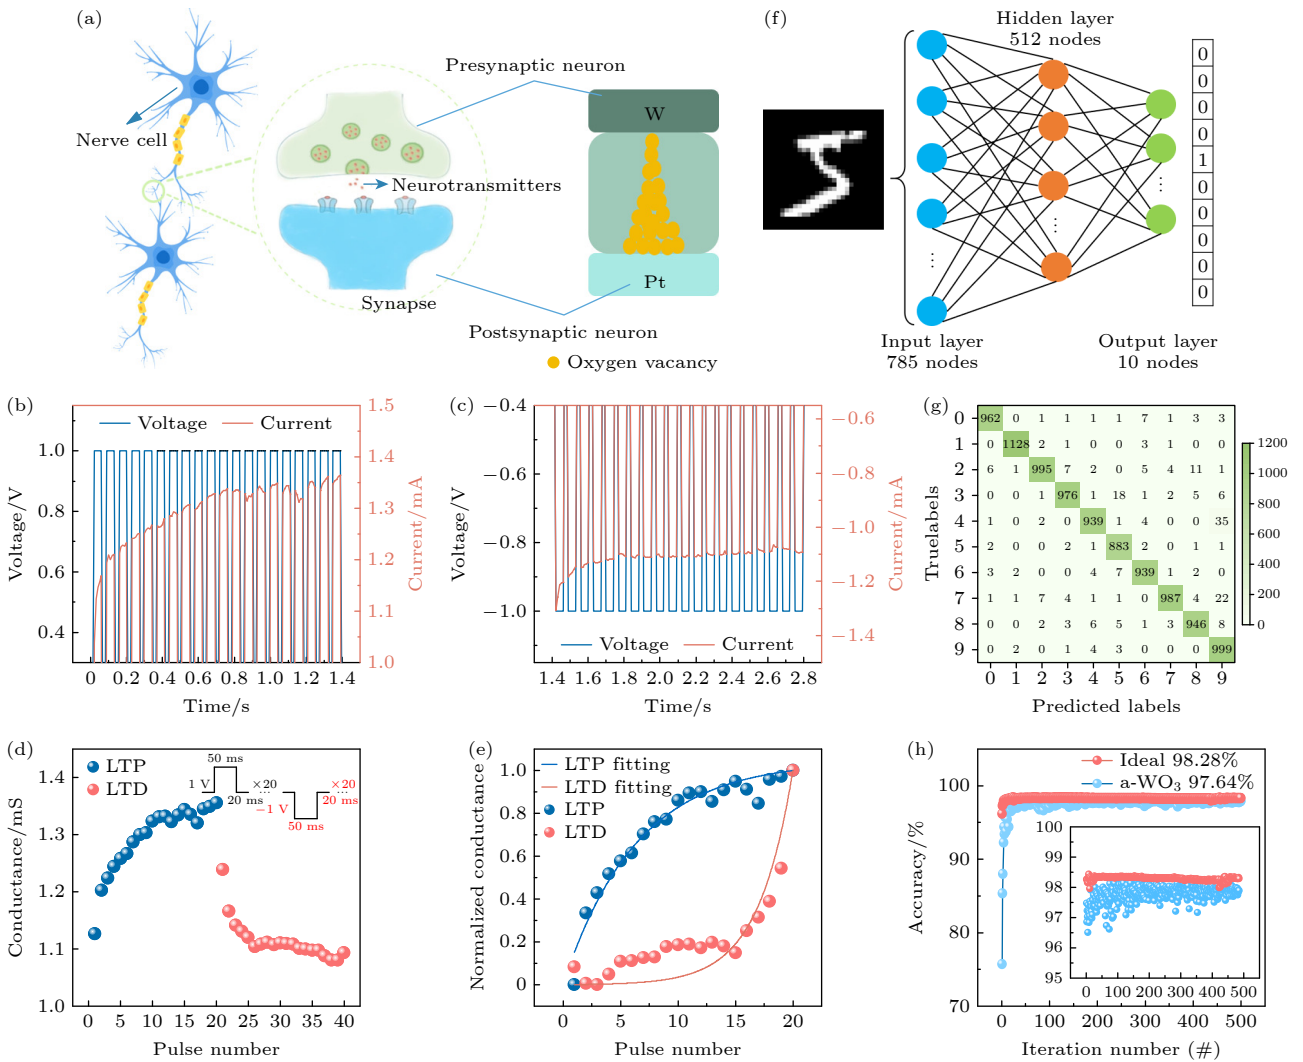 (a)
Nerve cell
Presynaptic neuron
Neurotransmitters
Synapse
Postsynaptic neuron
W
Pt
Oxygen vacancy
(f)
Hidden layer
512 nodes
Input layer
785 nodes
Output layer
10 nodes
0
0
0
0
1
0
0
0
0
0
(b)
Voltage Current
Voltage/V
1.0
0.8
0.6
0.4
Current/mA
1.5
1.4
1.3
1.2
1.1
1.0
0 0.2 0.4 0.6 0.8 1.0 1.2 1.4
Time/s
(c)
Voltage/V
−0.4
−0.6
−0.8
−1.0
Current/mA
−0.6
−0.8
−1.0
−1.2
−1.4
Voltage Current
1.4 1.6 1.8 2.0 2.2 2.4 2.6 2.8
Time/s
(g)
Truelabels
0 962 0 1 1 1 1 7 1 3 3
1 0 1128 2 1 0 0 3 1 0 0
2 6 1 995 7 2 0 5 4 11 1
3 0 0 1 976 1 18 1 2 5 6
4 1 0 2 0 939 1 4 0 0 35
5 2 0 0 2 1 883 2 0 1 1
6 3 2 0 0 4 7 939 1 0 0
7 1 1 7 4 1 1 0 987 4 22
8 0 0 2 3 6 5 1 3 946 8
9 0 2 0 1 4 3 0 0 0 999
0 1 2 3 4 5 6 7 8 9
Predicted labels
1200
1000
800
600
400
200
0
(d)
LTP
LTD
50 ms
1 V
×20
20 ms
−1 V
50 ms
×20
20 ms
Conductance/mS
1.4
1.3
1.2
1.1
1.0
0 5 10 15 20 25 30 35 40
Pulse number
(e)
LTP fitting
LTD fitting
LTP
LTD
Normalized conductance
1.0
0.8
0.6
0.4
0.2
0
0 5 10 15 20
Pulse number
(h)
Ideal 98.28%
a-WO₃ 97.64%
Accuracy/%
100
95
90
85
80
75
70
100
99
98
97
96
95
0 100 200 300 400 500
0 100 200 300 400 500
Iteration number (#)